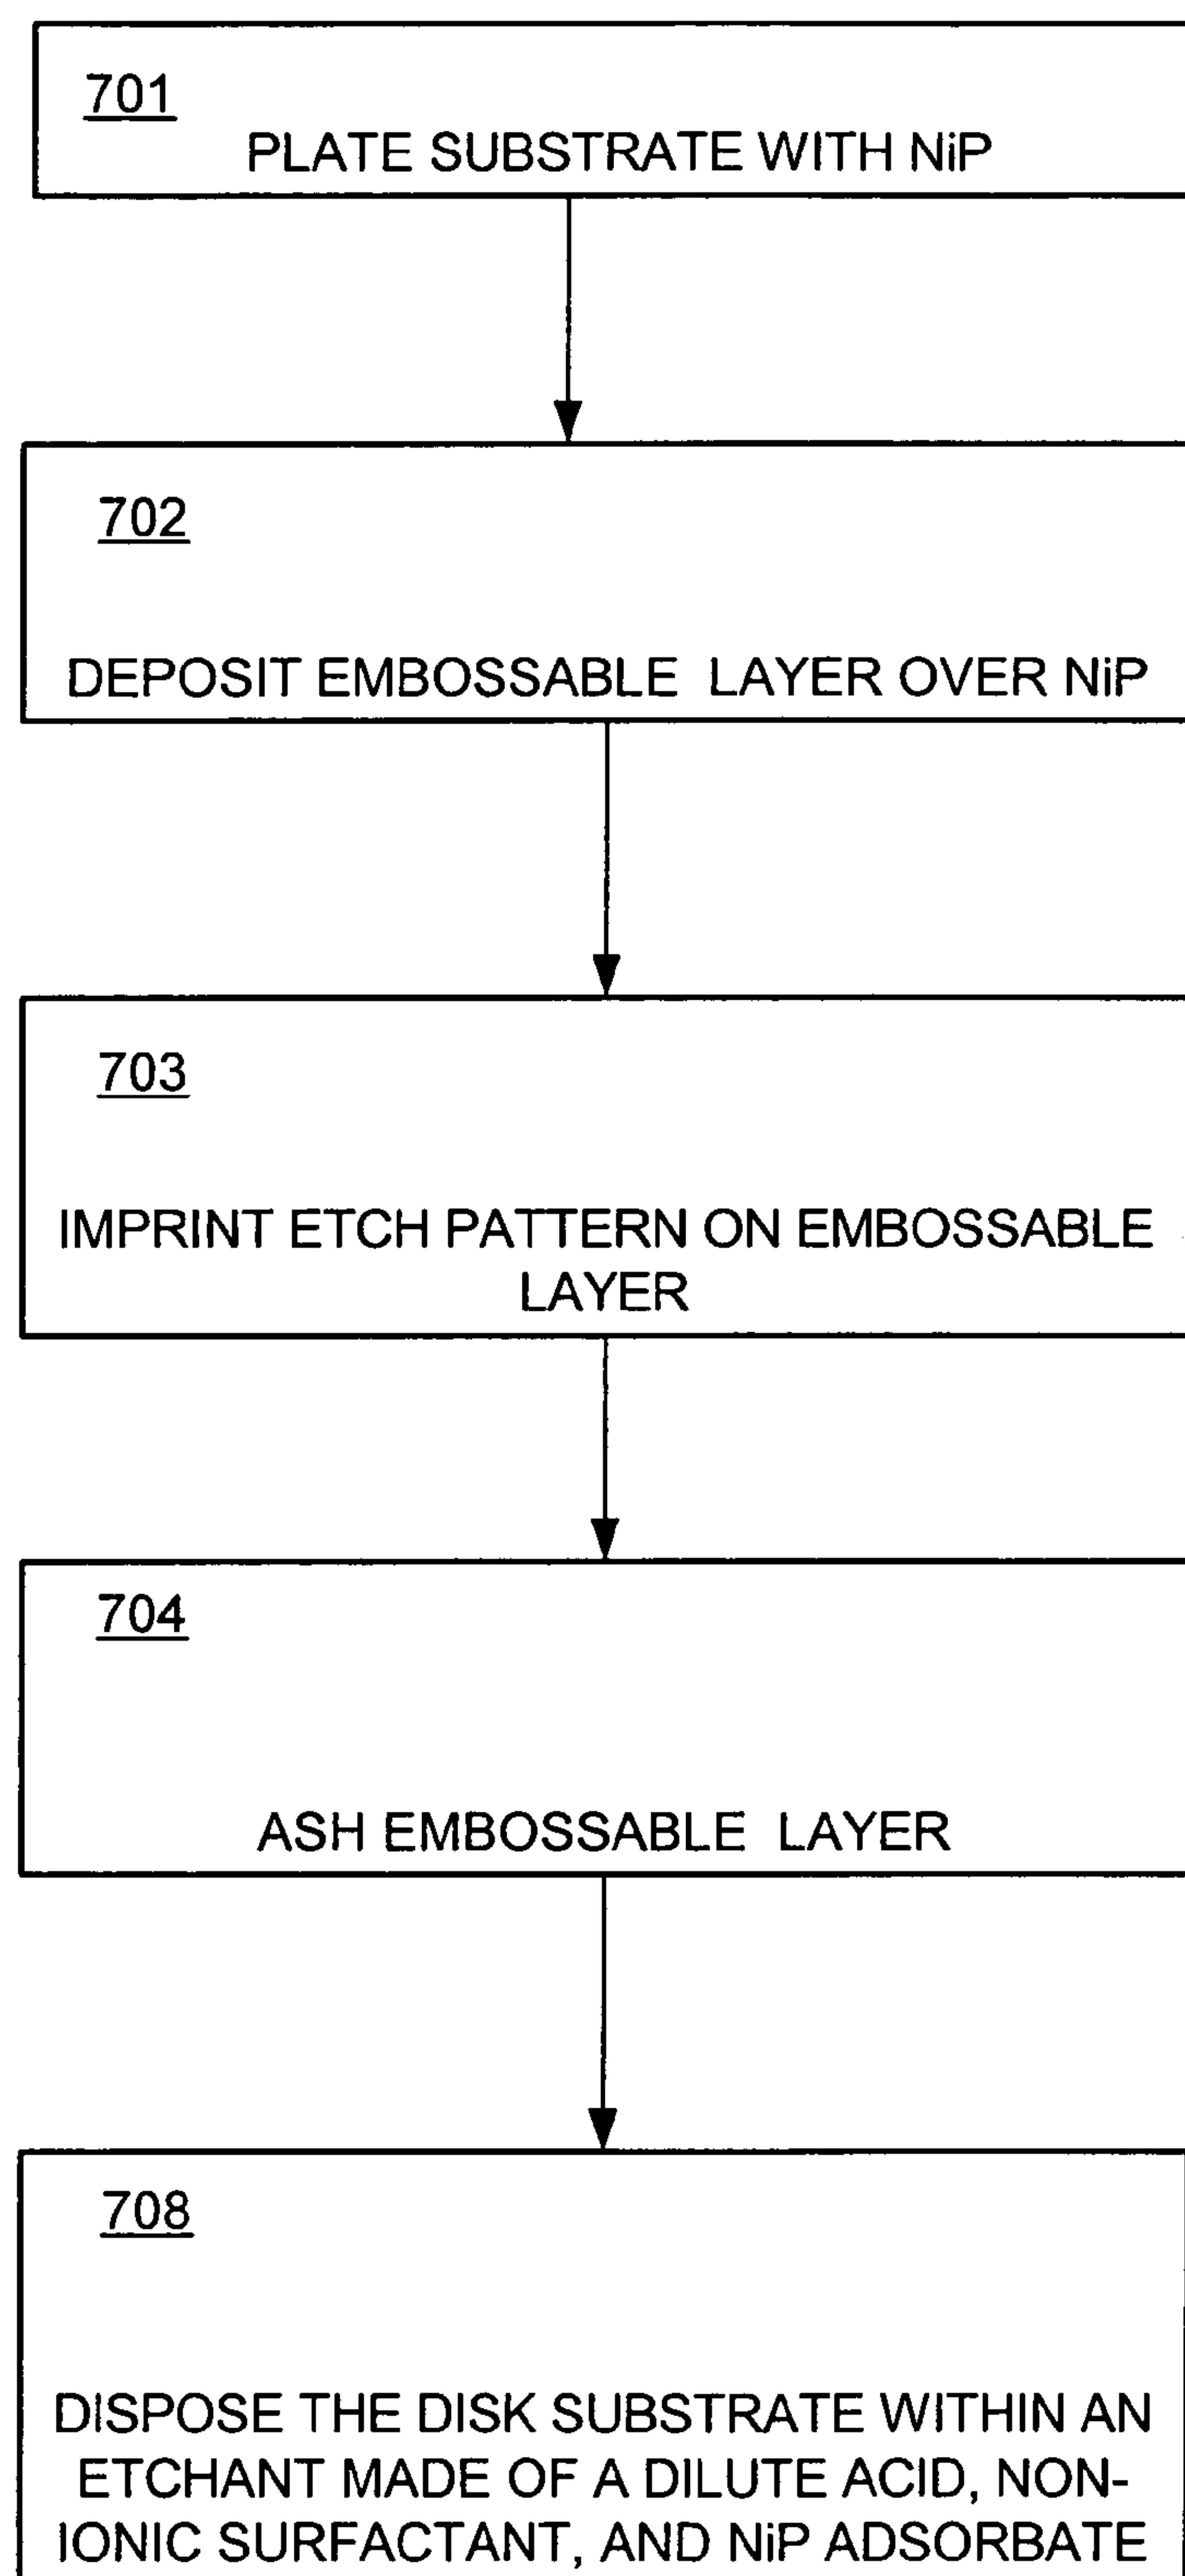 701
PLATE SUBSTRATE WITH NiP
702
DEPOSIT EMBOSSABLE LAYER OVER NiP
703
IMPRINT ETCH PATTERN ON EMBOSSABLE
LAYER
704
ASH EMBOSSABLE LAYER
708
DISPOSE THE DISK SUBSTRATE WITHIN AN
ETCHANT MADE OF A DILUTE ACID, NON-
IONIC SURFACTANT, AND NiP ADSORBATE